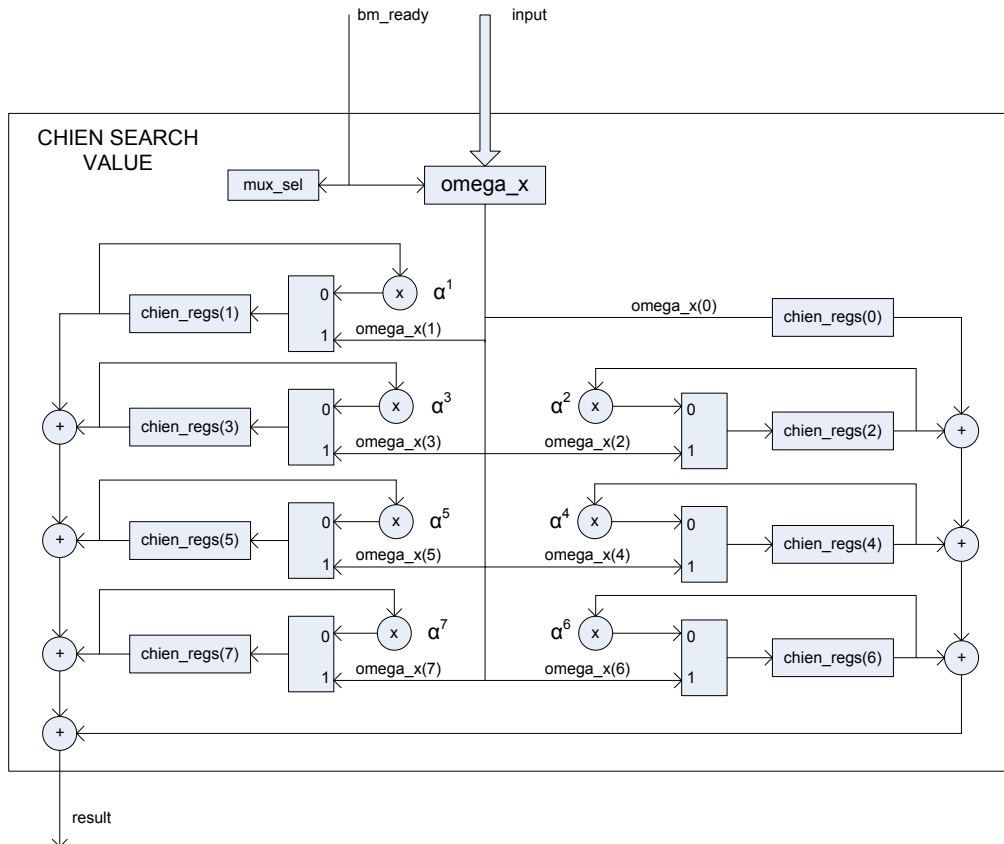 bm_ready
input
CHIEN SEARCH
VALUE
mux_sel
omega_x
chien_regs(1)
0
1
x
α1
omega_x(1)
omega_x(0)
chien_regs(0)
+
chien_regs(3)
0
1
x
α3
omega_x(3)
α2
x
omega_x(2)
0
1
chien_regs(2)
+
+
chien_regs(5)
0
1
x
α5
omega_x(5)
α4
x
omega_x(4)
0
1
chien_regs(4)
+
+
chien_regs(7)
0
1
x
α7
omega_x(7)
α6
x
omega_x(6)
0
1
chien_regs(6)
+
+
result